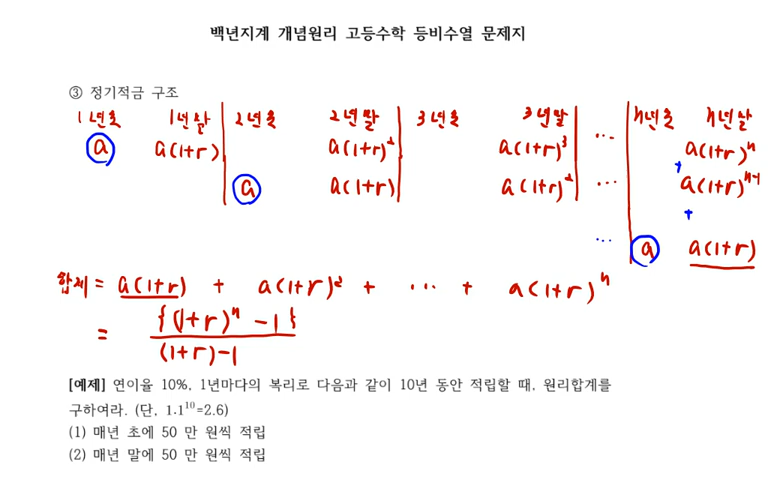 백년지계 개념원리 고등수학 등비수열 문제지
③ 정기적금 구조
1년초 1년말 2년초 2년말 3년초 3년말 ... n년초 n년말
a a(1+r) a(1+r)² a(1+r)³ a(1+r)ⁿ
a a(1+r) a(1+r)² ... + a(1+r)ⁿ⁻¹
+
... a a(1+r)
합계 = a(1+r) + a(1+r)² + ... + a(1+r)ⁿ
= {(1+r)ⁿ -1}
(1+r)-1
[예제] 연이율 10%, 1년마다의 복리로 다음과 같이 10년 동안 적립할 때, 원리합계를
구하여라. (단, 1.1¹⁰=2.6)
(1) 매년 초에 50 만 원씩 적립
(2) 매년 말에 50 만 원씩 적립